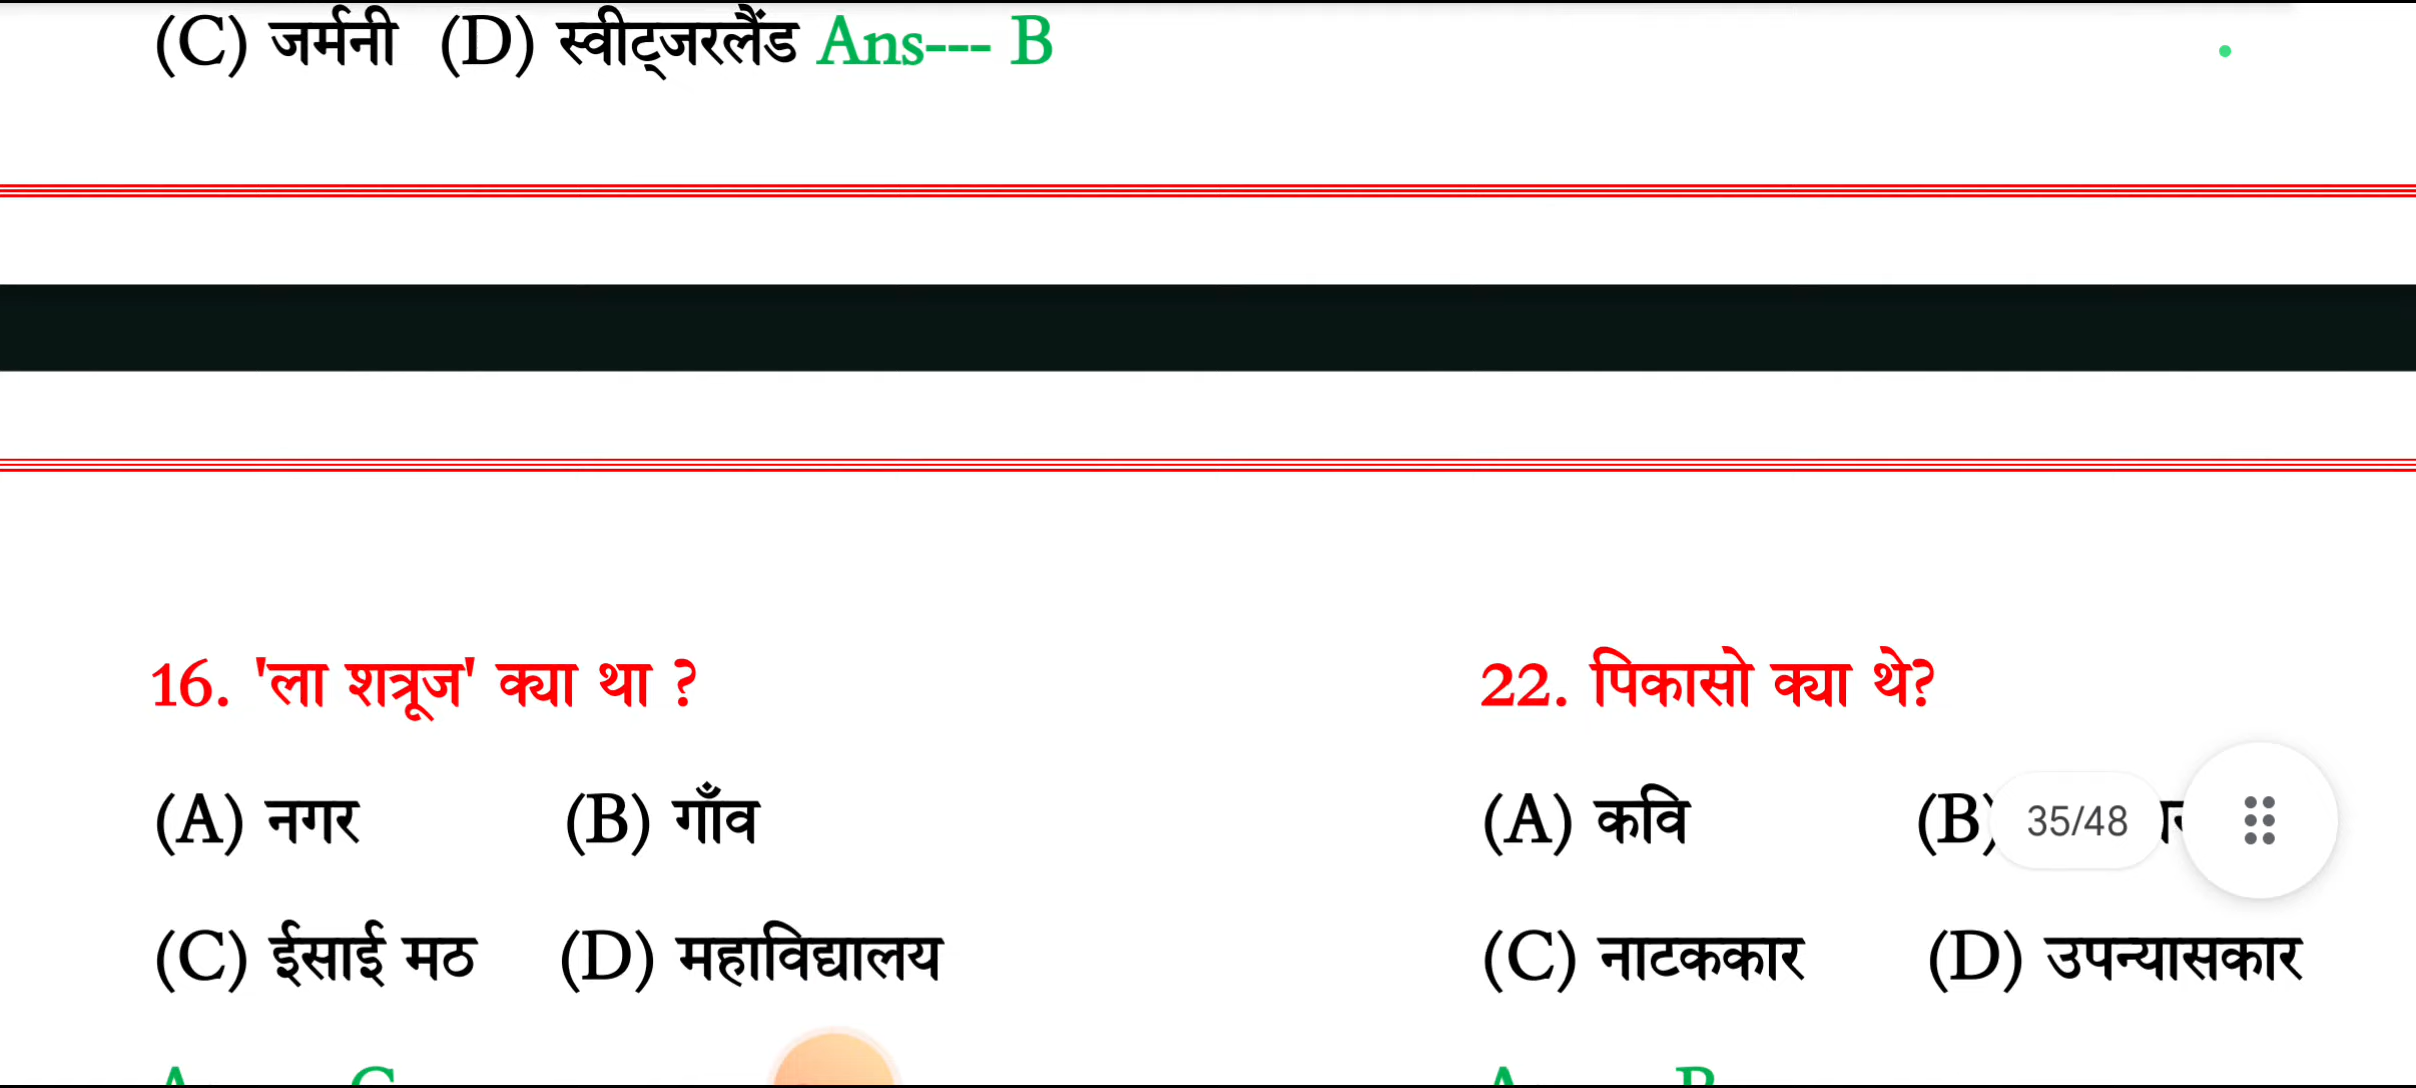 (C) जर्मनी (D) स्वीट्जरलैंड Ans--- B
16. 'ला शत्रूज' क्या था ?
(A) नगर (B) गाँव
(C) ईसाई मठ (D) महाविद्यालय
22. पिकासो क्या थे?
(A) कवि (B)
35/48
(C) नाटककार (D) उपन्यासकार